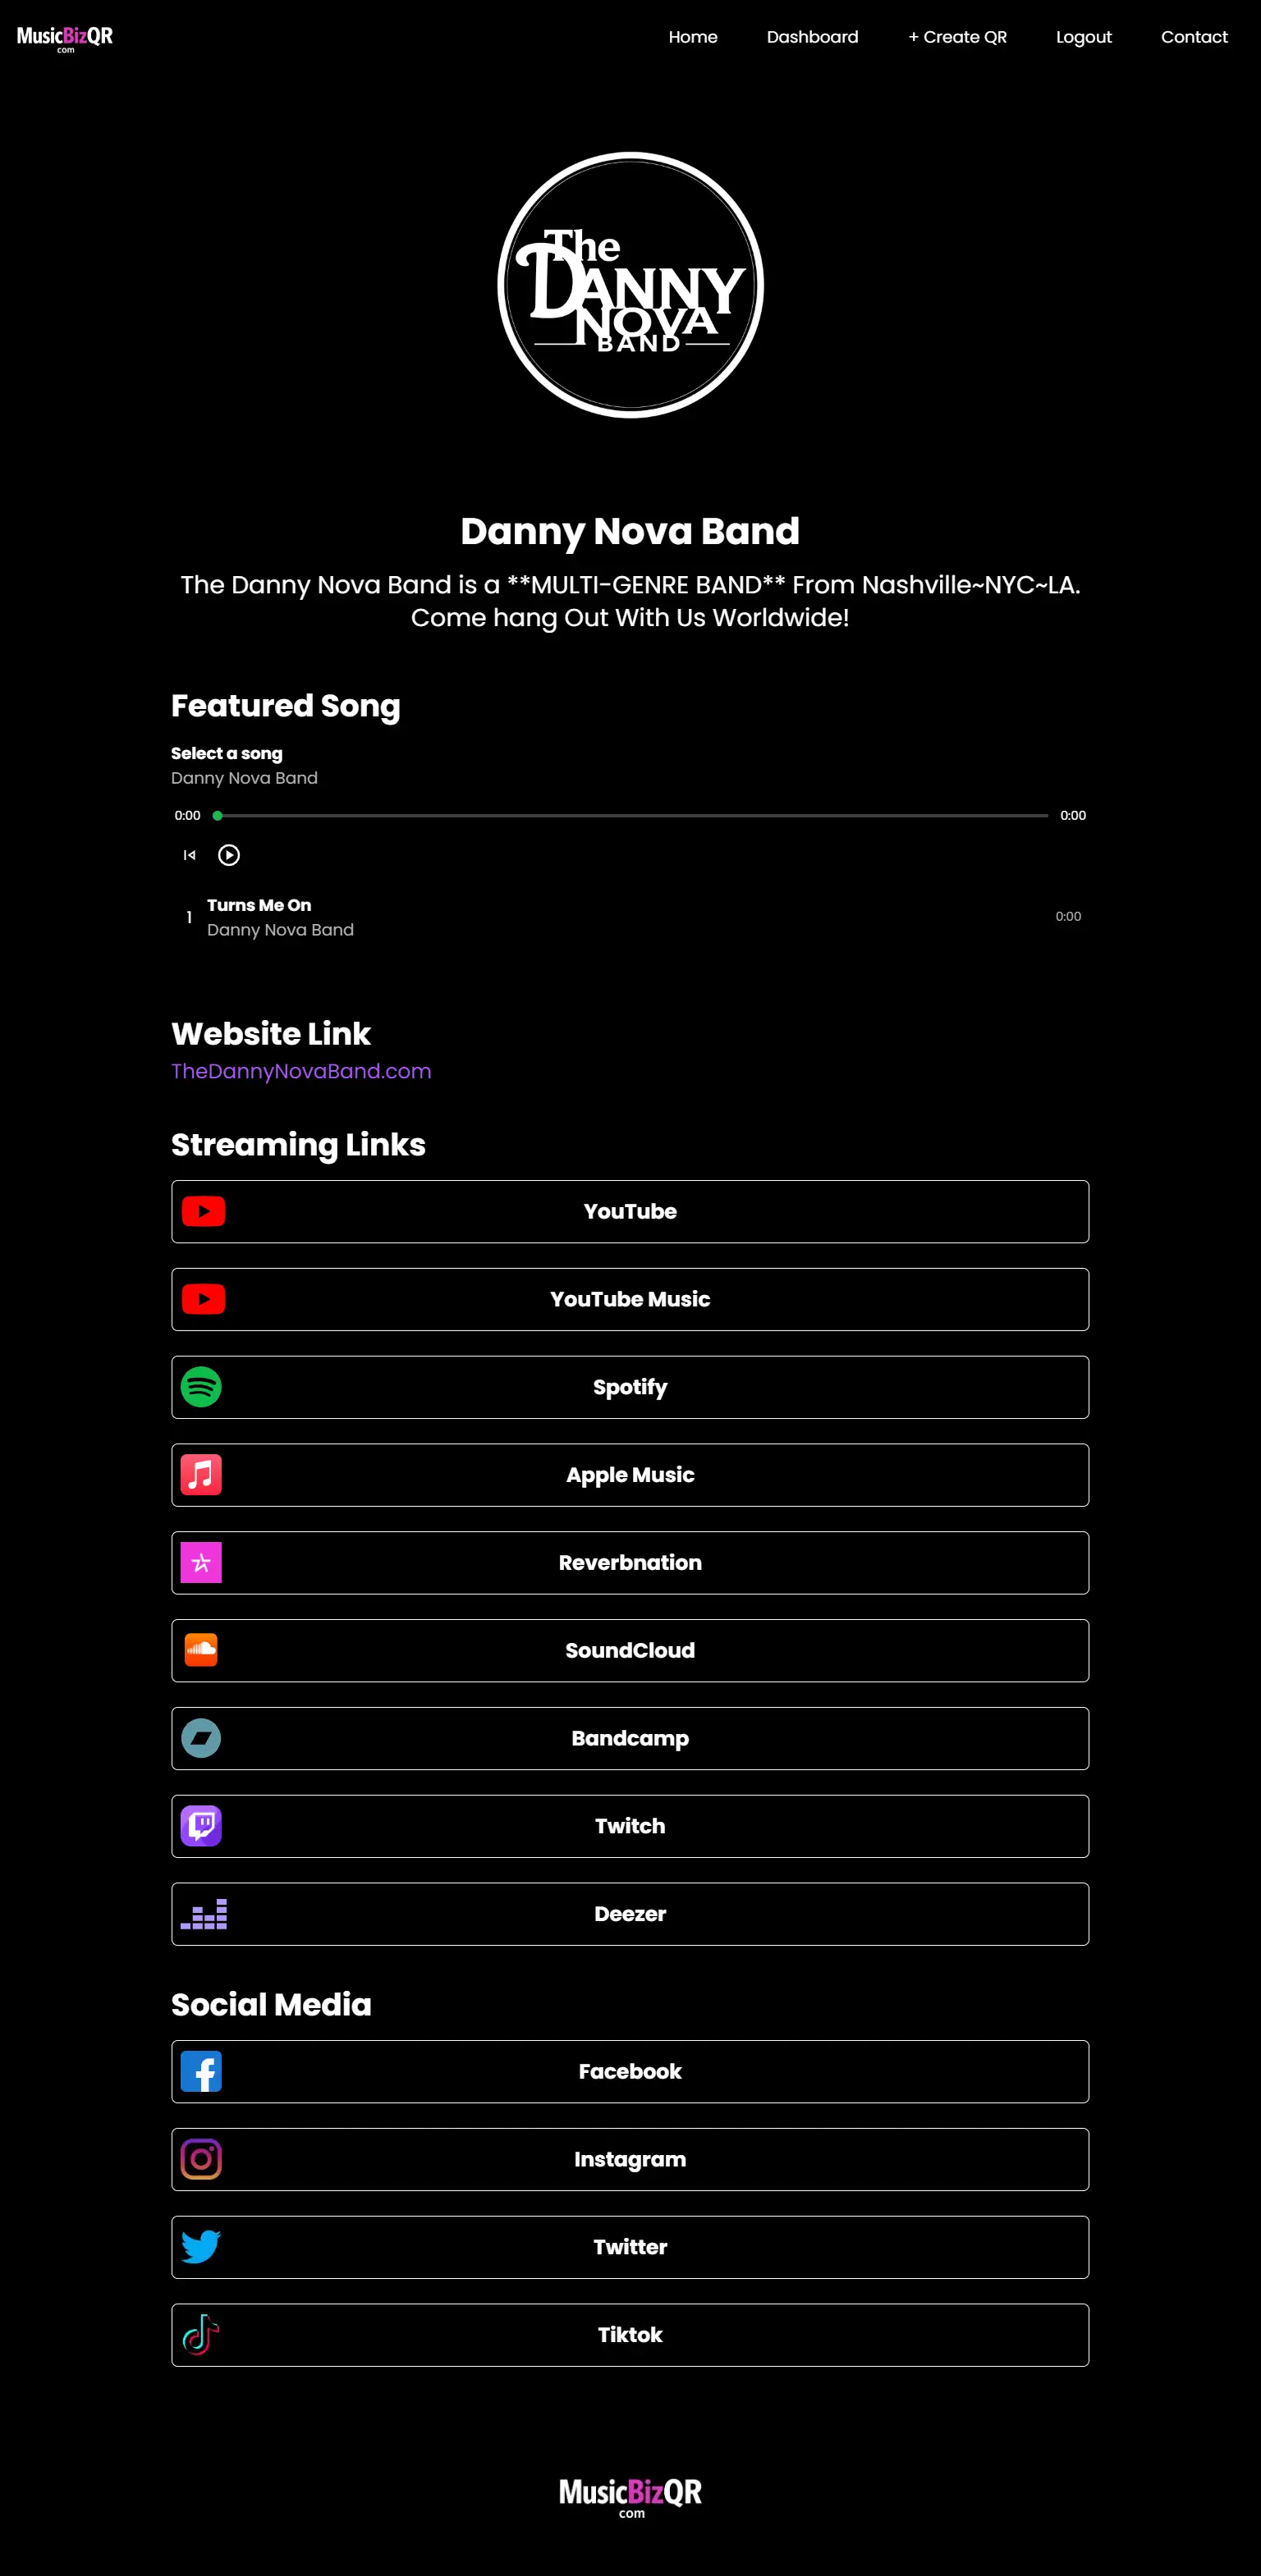 MusicBizQR
com
Home Dashboard + Create QR Logout Contact
The
DANNY
NOVA
BAND
Danny Nova Band
The Danny Nova Band is a **MULTI-GENRE BAND** From Nashville~NYC~LA.
Come hang Out With Us Worldwide!
Featured Song
Select a song
Danny Nova Band
0:00 0:00
1 Turns Me On 0:00
Danny Nova Band
Website Link
TheDannyNovaBand.com
Streaming Links
YouTube
YouTube Music
Spotify
Apple Music
Reverbnation
SoundCloud
Bandcamp
Twitch
Deezer
Social Media
Facebook
Instagram
Twitter
Tiktok
MusicBizQR
com